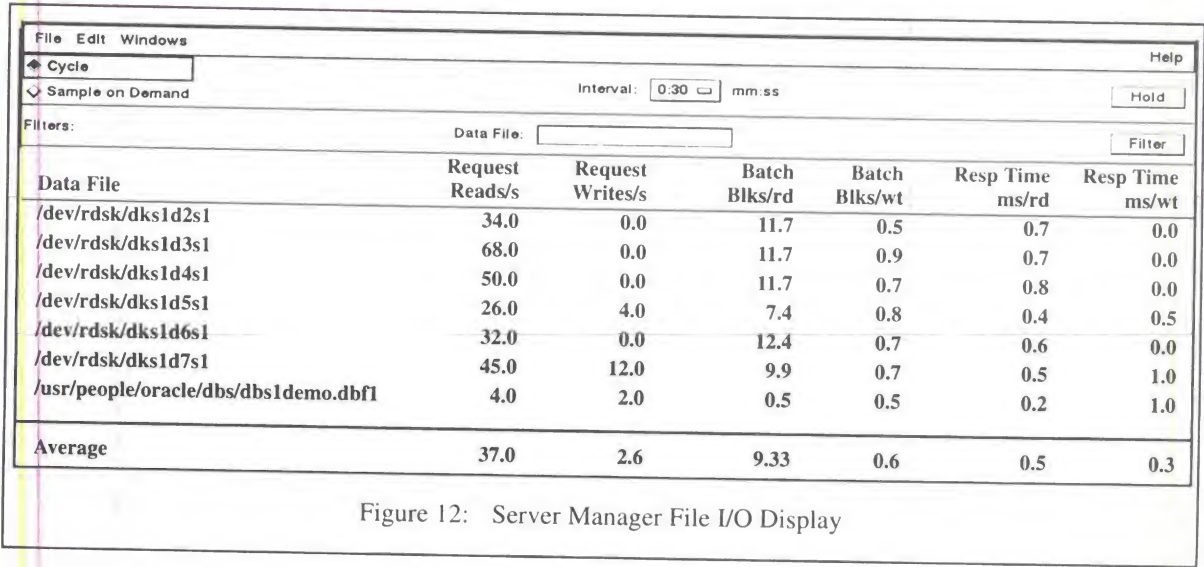 File Edit Windows
Help
Cycle
Sample on Demand
Interval: 0:30 mm:ss
Hold
Filters:
Data File:
Filter
Data File Request Reads/s Request Writes/s Batch Blks/rd Batch Blks/wt Resp Time ms/rd Resp Time ms/wt
/dev/rdsk/dks1d2s1 34.0 0.0 11.7 0.5 0.7 0.0
/dev/rdsk/dks1d3s1 68.0 0.0 11.7 0.9 0.7 0.0
/dev/rdsk/dks1d4s1 50.0 0.0 11.7 0.7 0.8 0.0
/dev/rdsk/dks1d5s1 26.0 4.0 7.4 0.8 0.4 0.5
/dev/rdsk/dks1d6s1 32.0 0.0 12.4 0.7 0.6 0.0
/dev/rdsk/dks1d7s1 45.0 12.0 9.9 0.7 0.5 1.0
/usr/people/oracle/dbs/dbs1demo.dbf1 4.0 2.0 0.5 0.5 0.2 1.0
Average 37.0 2.6 9.33 0.6 0.5 0.3
Figure 12: Server Manager File I/O Display